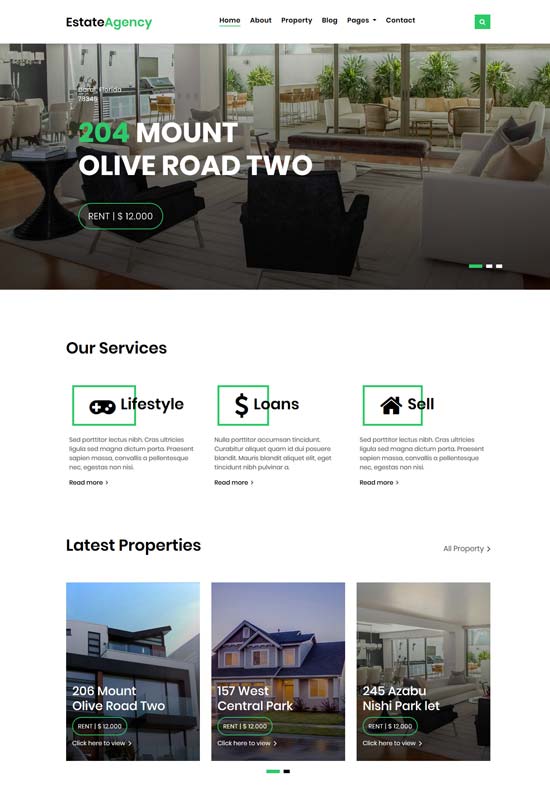 EstateAgency
Home About Property Blog Pages Contact
Doral, Florida
78345
204 MOUNT
OLIVE ROAD TWO
RENT | $ 12.000
Our Services
Lifestyle
Sed porttitor lectus nibh. Cras ultricies
ligula sed magna dictum porta. Praesent
sapien massa, convallis a pellentesque
nec, egestas non nisi.
Read more
Loans
Nulla porttitor accumsan tincidunt.
Curabitur aliquet quam id dui posuere
blandit. Mauris blandit aliquet elit, eget
tincidunt nibh pulvinar a.
Read more
Sell
Sed porttitor lectus nibh. Cras ultricies
ligula sed magna dictum porta. Praesent
sapien massa, convallis a pellentesque
nec, egestas non nisi.
Read more
Latest Properties
All Property
206 Mount
Olive Road Two
RENT | $ 12.000
Click here to view
157 West
Central Park
RENT | $ 12.000
Click here to view
245 Azabu
Nishi Park let
RENT | $ 12.000
Click here to view